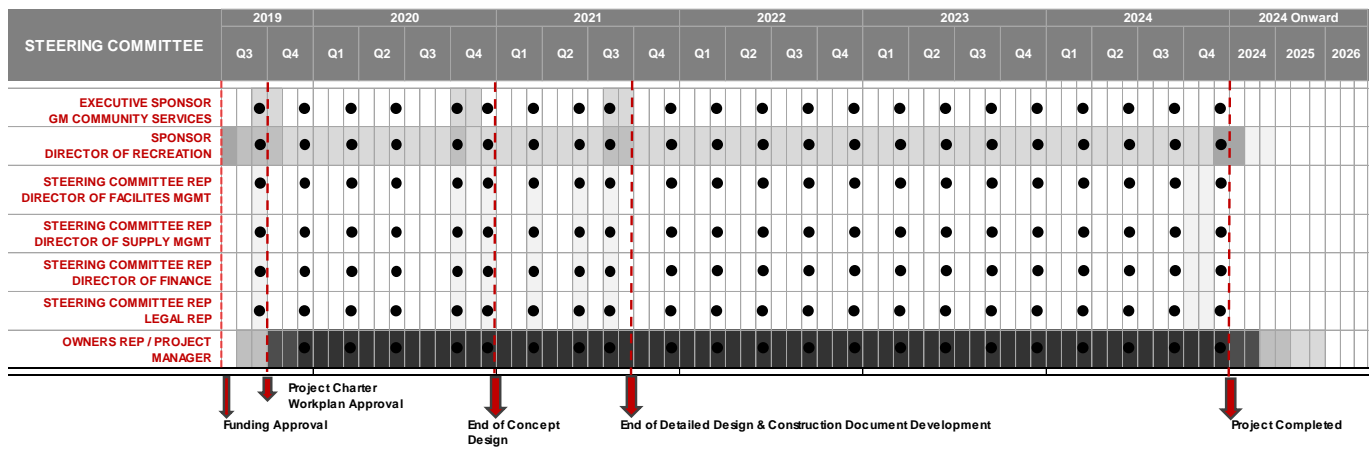 2019 2020 2021 2022 2023 2024 2024 Onward
STEERING COMMITTEE
Q3 Q4 Q1 Q2 Q3 Q4 Q1 Q2 Q3 Q4 Q1 Q2 Q3 Q4 Q1 Q2 Q3 Q4 Q1 Q2 Q3 Q4 2024 2025 2026
EXECUTIVE SPONSOR
GM COMMUNITY SERVICES
SPONSOR
DIRECTOR OF RECREATION
STEERING COMMITTEE REP
DIRECTOR OF FACILITES MGMT
STEERING COMMITTEE REP
DIRECTOR OF SUPPLY MGMT
STEERING COMMITTEE REP
DIRECTOR OF FINANCE
STEERING COMMITTEE REP
LEGAL REP
OWNERS REP / PROJECT
MANAGER
Project Charter
Workplan Approval
Funding Approval
End of Concept
Design
End of Detailed Design & Construction Document Development
Project Completed